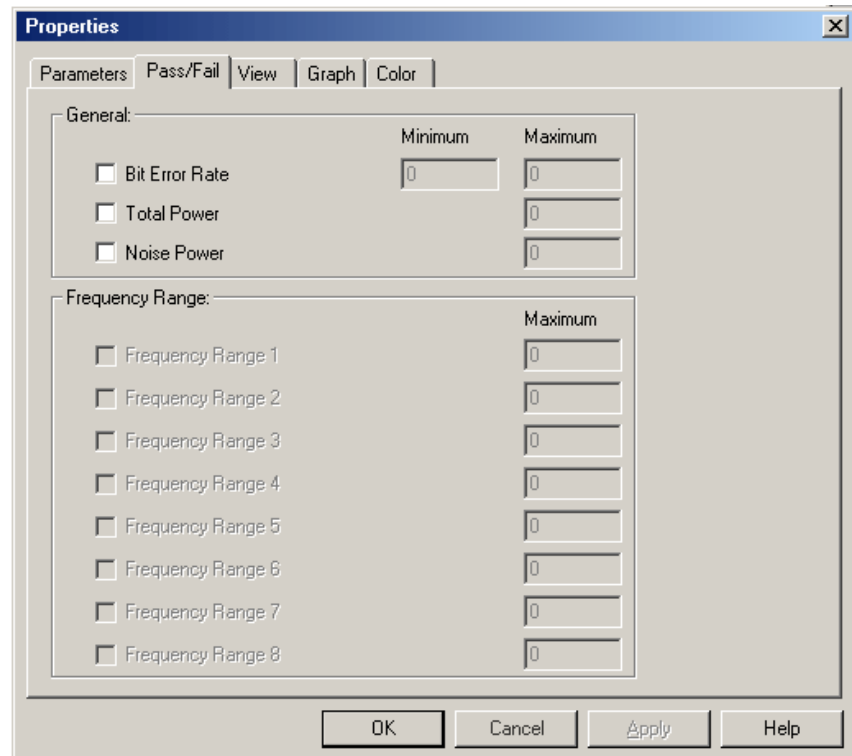 Properties
Parameters Pass/Fail View Graph Color
General:
Minimum Maximum
Bit Error Rate 0 0
Total Power 0
Noise Power 0
Frequency Range:
Maximum
Frequency Range 1 0
Frequency Range 2 0
Frequency Range 3 0
Frequency Range 4 0
Frequency Range 5 0
Frequency Range 6 0
Frequency Range 7 0
Frequency Range 8 0
OK Cancel Apply Help